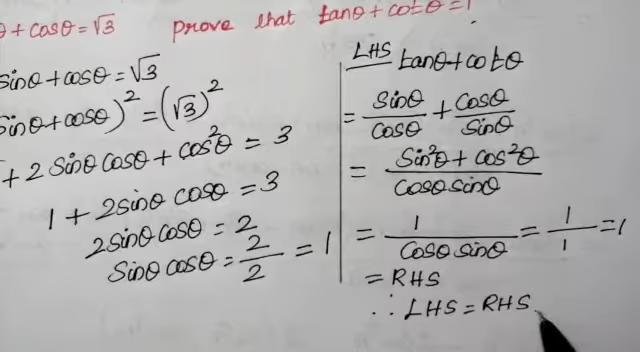 θ + cosθ = √3 prove that tanθ + cotθ = 1
sinθ + cosθ = √3
sinθ + cosθ)² = (√3)²
+ 2 sinθ cosθ + cos²θ = 3
1 + 2sinθ cosθ = 3
2sinθ cosθ = 2
sinθ cosθ = 2/2 = 1
LHS tanθ + cotθ
= sinθ/cosθ + cosθ/sinθ
= sin²θ + cos²θ/cosθ sinθ
= 1/cosθ sinθ = 1/1 = 1
= RHS
∴ LHS = RHS